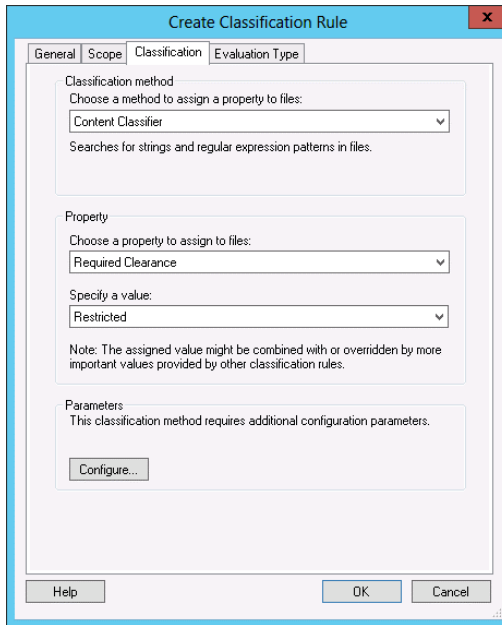 Create Classification Rule
x
General Scope Classification Evaluation Type
Classification method
Choose a method to assign a property to files:
Content Classifier
Searches for strings and regular expression patterns in files.
Property
Choose a property to assign to files:
Required Clearance
Specify a value:
Restricted
Note: The assigned value might be combined with or overridden by more
important values provided by other classification rules.
Parameters
This classification method requires additional configuration parameters.
Configure...
Help OK Cancel